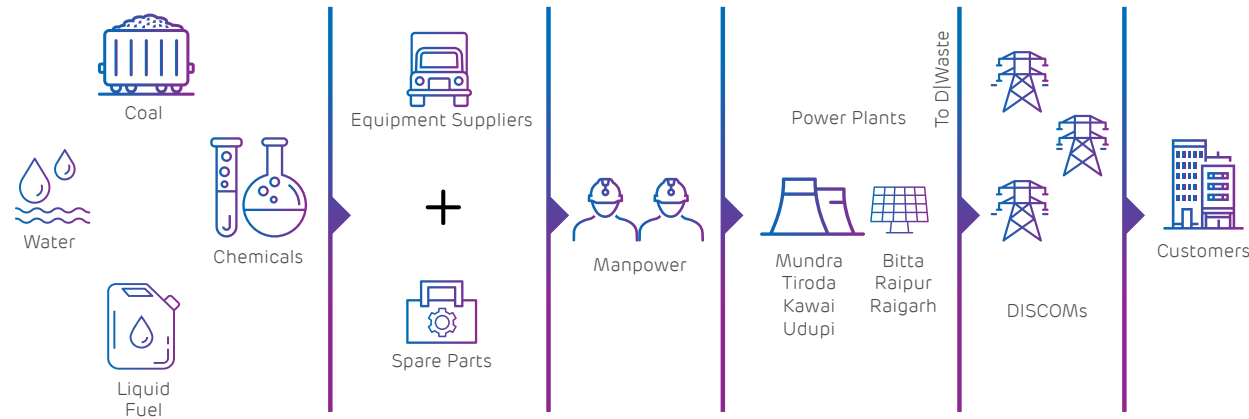 Coal
Water
Chemicals
Liquid
Fuel
Equipment Suppliers
+
Spare Parts
Manpower
Power Plants
Mundra
Tiroda
Kawai
Udupi
Bitta
Raipur
Raigarh
To D|Waste
DISCOMs
Customers